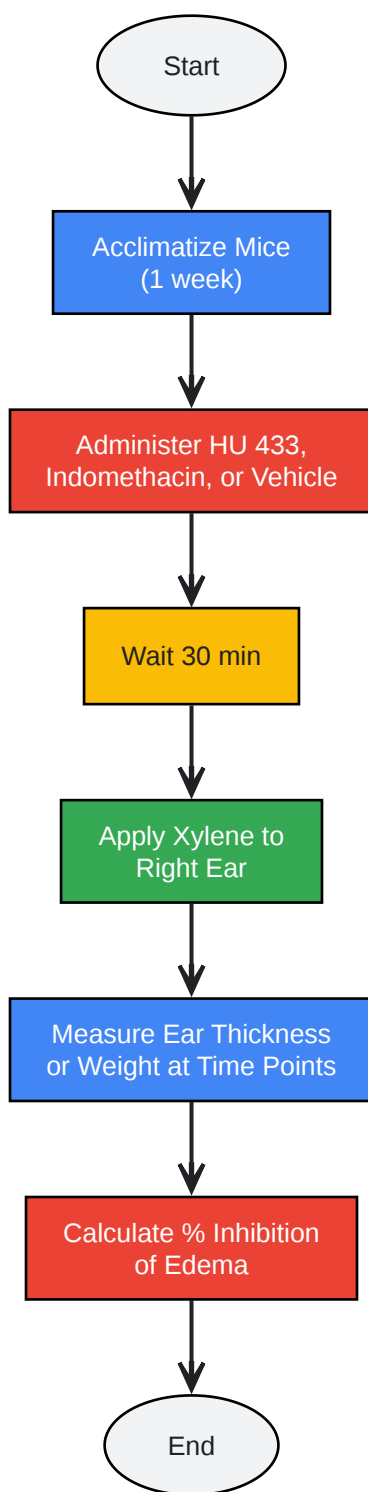 Start
Acclimatize Mice
(1 week)
Administer HU 433,
Indomethacin, or Vehicle
Wait 30 min
Apply Xylene to
Right Ear
Measure Ear Thickness
or Weight at Time Points
Calculate % Inhibition
of Edema
End